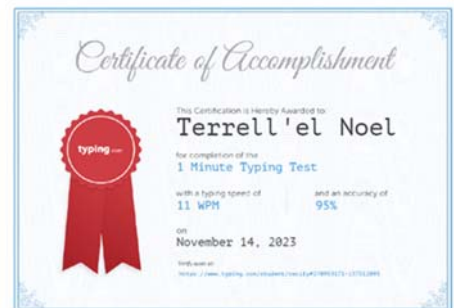 Certificate of Accomplishment
This Certification is Hereby Awarded to:
Terrell'el Noel
typing.com
for completion of the
1 Minute Typing Test
with a typing speed of
and an accuracy of
11 WPM
95%
on
November 14, 2023